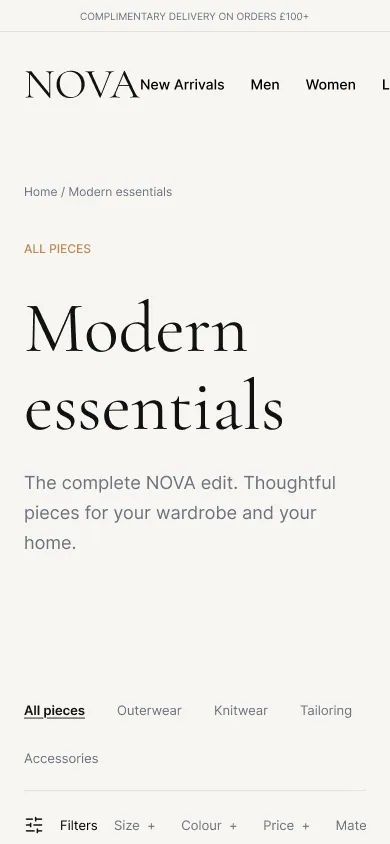 COMPLIMENTARY DELIVERY ON ORDERS £100+
NOVA New Arrivals Men Women L
Home / Modern essentials
ALL PIECES
Modern
essentials
The complete NOVA edit. Thoughtful
pieces for your wardrobe and your
home.
All pieces Outerwear Knitwear Tailoring
Accessories
Filters Size + Colour + Price + Mate